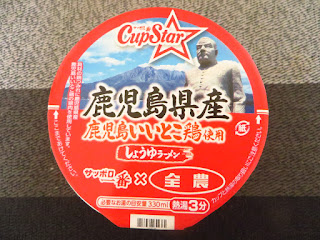 CupStar
鹿児島県産
鹿児島いいとこ鶏使用
しょうゆラーメン
紙
サッポロ
一番×全農
必要なお湯の目安量330ml
熱湯3分